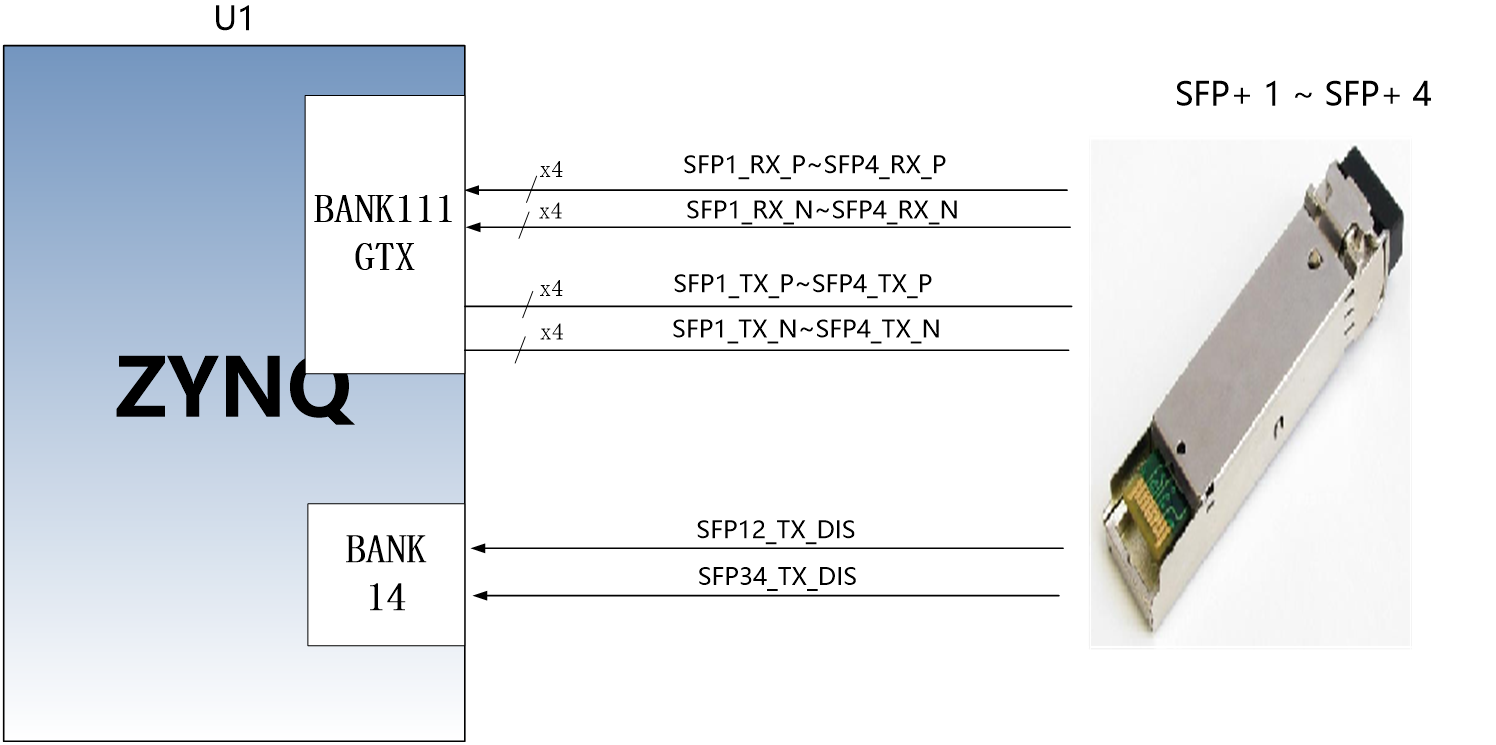 U1
SFP+ 1 ~ SFP+ 4
BANK111
GTX
x4
SFP1_RX_P~SFP4_RX_P
x4
SFP1_RX_N~SFP4_RX_N
x4
SFP1_TX_P~SFP4_TX_P
x4
SFP1_TX_N~SFP4_TX_N
ZYNQ
BANK
14
SFP12_TX_DIS
SFP34_TX_DIS